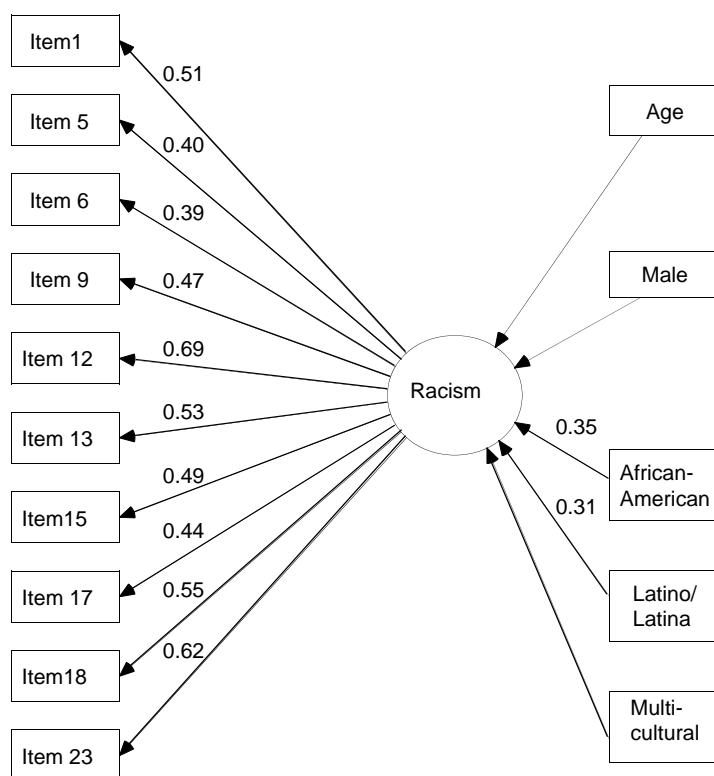 Item1
0.51
Item 5
0.40
Item 6
0.39
Item 9
0.47
Item 12
0.69
Item 13
0.53
Item15
0.49
Item 17
0.44
Item18
0.55
Item 23
0.62
Racism
Age
Male
0.35
African-
American
0.31
Latino/
Latina
Multi-
cultural